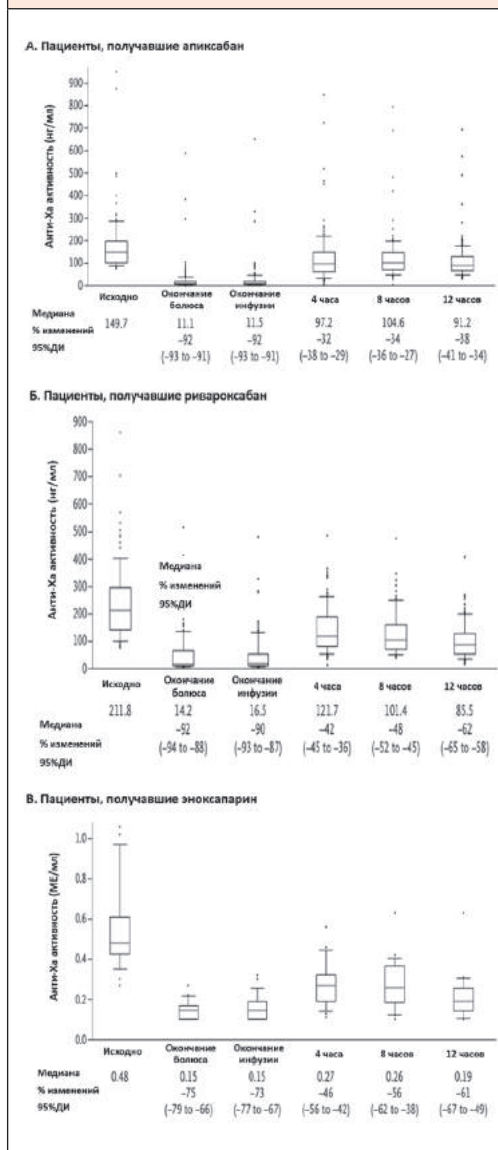 А. Пациенты, получавшие апиксабан
Анти-Xa активность (нг/мл)
900
800
700
600
500
400
300
200
100
0
Исходно Окончание болюса Окончание инфузии 4 часа 8 часов 12 часов
Медиана 149.7 11.1 11.5 97.2 104.6 91.2
% изменений –92 –92 –32 –34 –38
95%ДИ (–93 to –91) (–93 to –91) (–38 to –29) (–36 to –27) (–41 to –34)
Б. Пациенты, получавшие ривароксабан
Анти-Xa активность (нг/мл)
900
800
700
600
500
400
300
200
100
0
Медиана
% изменений
95%ДИ
Исходно Окончание болюса Окончание инфузии 4 часа 8 часов 12 часов
211.8 14.2 16.5 121.7 101.4 85.5
Медиана –92 –90 –42 –48 –62
% изменений (–94 to –88) (–93 to –87) (–45 to –36) (–52 to –45) (–65 to –58)
95%ДИ
В. Пациенты, получавшие эноксапарин
Анти-Xa активность (МЕ/мл)
1.0
0.8
0.6
0.4
0.2
0.0
Исходно Окончание болюса Окончание инфузии 4 часа 8 часов 12 часов
Медиана 0.48 0.15 0.15 0.27 0.26 0.19
% изменений –75 –73 –46 –56 –61
95%ДИ (–79 to –66) (–77 to –67) (–56 to –42) (–62 to –38) (–67 to –49)